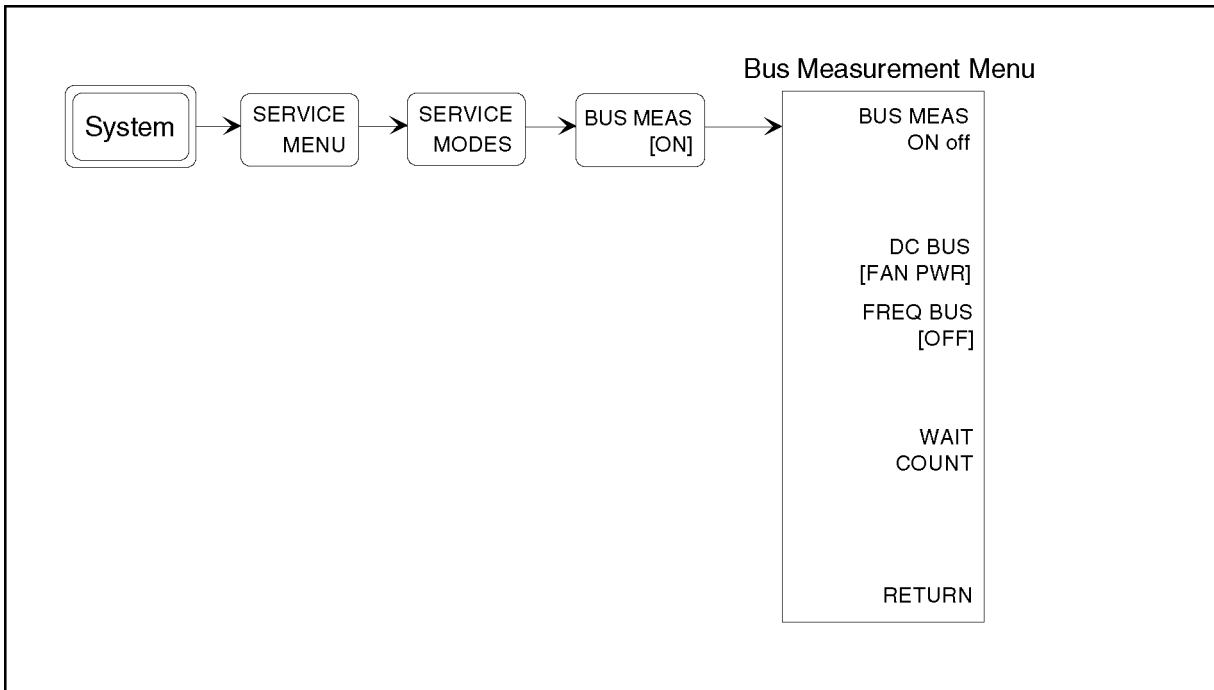 Bus Measurement Menu
System
SERVICE
MENU
SERVICE
MODES
BUS MEAS
[ON]
BUS MEAS
ON off
DC BUS
[FAN PWR]
FREQ BUS
[OFF]
WAIT
COUNT
RETURN